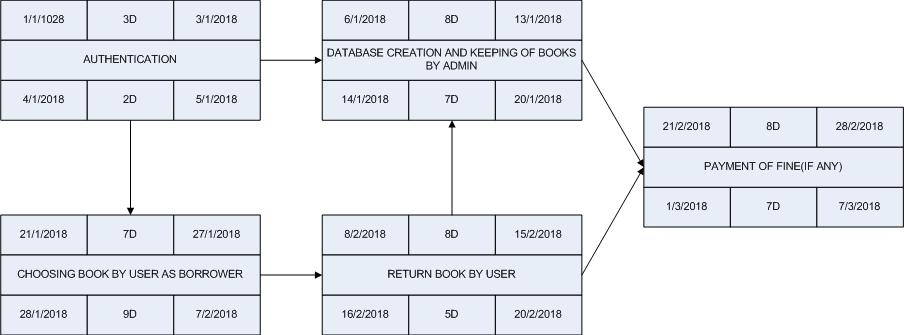 1/1/1028 3D 3/1/2018
AUTHENTICATION
4/1/2018 2D 5/1/2018
6/1/2018 8D 13/1/2018
DATABASE CREATION AND KEEPING OF BOOKS
BY ADMIN
14/1/2018 7D 20/1/2018
21/2/2018 8D 28/2/2018
PAYMENT OF FINE(IF ANY)
1/3/2018 7D 7/3/2018
21/1/2018 7D 27/1/2018
CHOOSING BOOK BY USER AS BORROWER
28/1/2018 9D 7/2/2018
8/2/2018 8D 15/2/2018
RETURN BOOK BY USER
16/2/2018 5D 20/2/2018